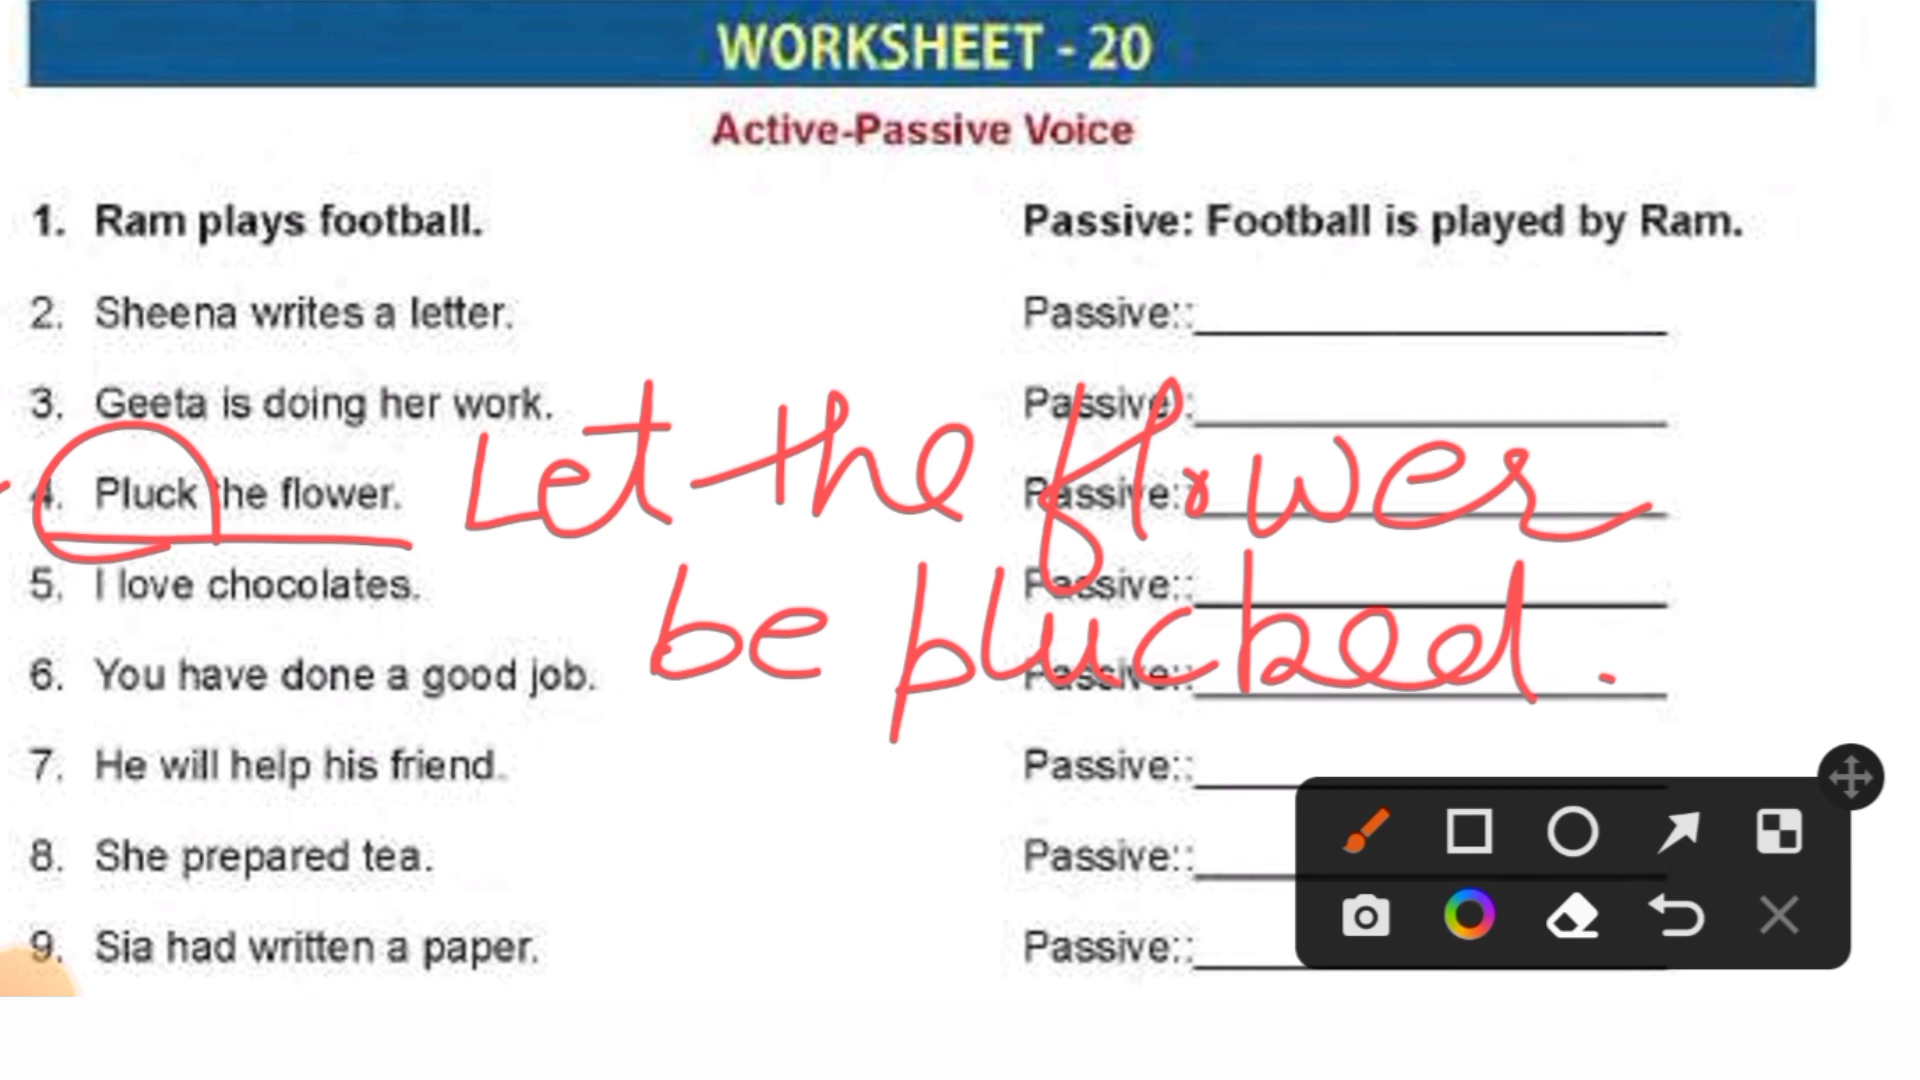 WORKSHEET - 20
Active-Passive Voice
1. Ram plays football. Passive: Football is played by Ram.
2. Sheena writes a letter. Passive::
3. Geeta is doing her work. Passive::
4. Pluck the flower. Passive::
Let the flower
5. I love chocolates. Passive::
be plucked.
6. You have done a good job. Passive::
7. He will help his friend. Passive::
8. She prepared tea. Passive::
9. Sia had written a paper. Passive::